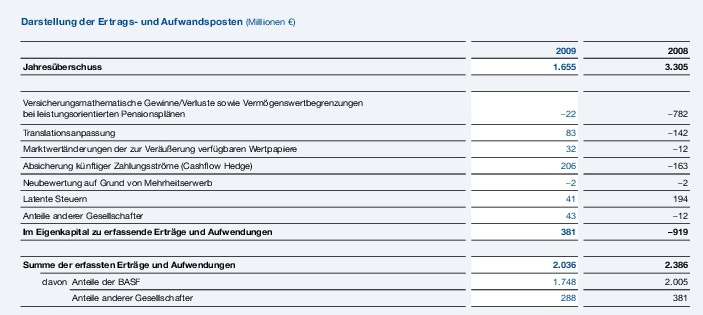 Darstellung der Ertrags- und Aufwandsposten (Millionen €)
2009 2008
Jahresüberschuss 1.655 3.305
Versicherungsmathematische Gewinne/Verluste sowie Vermögenswertbegrenzungen
bei leistungsorientierten Pensionsplänen –22 –782
Translationsanpassung 83 –142
Marktwertänderungen der zur Veräußerung verfügbaren Wertpapiere 32 –12
Absicherung künftiger Zahlungsströme (Cashflow Hedge) 206 –163
Neubewertung auf Grund von Mehrheitserwerb –2 –2
Latente Steuern 41 194
Anteile anderer Gesellschafter 43 –12
Im Eigenkapital zu erfassende Erträge und Aufwendungen 381 –919
Summe der erfassten Erträge und Aufwendungen 2.036 2.386
davon Anteile der BASF 1.748 2.005
Anteile anderer Gesellschafter 288 381